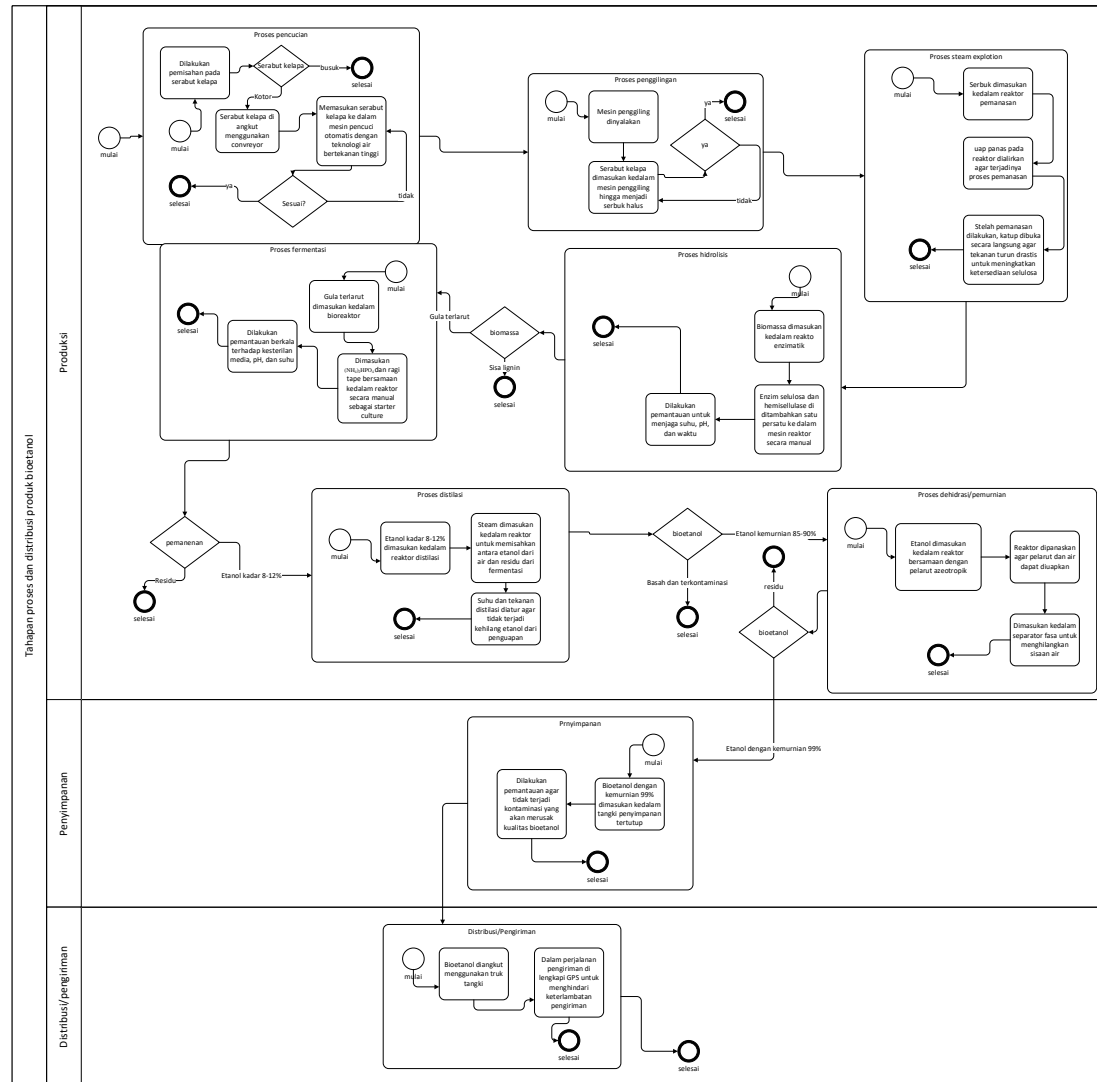 Tahapan proses dan distribusi produk bioetanol
Produksi
mulai
Proses pencucian
Dilakukan
pemisahan pada
serabut kelapa
mulai
Serabut kelapa
busuk
selesai
Kotor
Serabut kelapa di
angkut
menggunakan
convreyor
Memasukan serabut
kelapa ke dalam
mesin pencuci
otomatis dengan
teknologi air
bertekanan tinggi
Sesuai?
ya
selesai
tidak
Proses penggilingan
mulai
Mesin penggiling
dinyalakan
Serabut kelapa
dimasukan kedalam
mesin penggiling
hingga menjadi
serbuk halus
ya
ya
selesai
tidak
Proses steam explotion
mulai
Serbuk dimasukan
kedalam reaktor
pemanasan
uap panas pada
reaktor dialirkan
agar terjadinya
proses pemanasan
Stelah pemanasan
dilakukan, katup dibuka
secara langsung agar
tekanan turun drastis
untuk meningkatkan
ketersediaan selulosa
selesai
Proses hidrolisis
mulai
Biomassa dimasukan
kedalam reakto
enzimatik
Enzim selulosa dan
hemisellulase di
ditambahkan satu
persatu ke dalam
mesin reaktor
secara manual
Dilakukan
pemantauan untuk
menjaga suhu, pH,
dan waktu
selesai
biomassa
Gula terlarut
Sisa lignin
selesai
Proses fermentasi
mulai
Gula terlarut
dimasukan kedalam
bioreaktor
Dimasukan
(NH₄)₂HPO₄ dan ragi
tape bersamaan
kedalam reaktor
secara manual
sebagai starter
culture
Dilakukan
pemantauan berkala
terhadap kesterilan
media, pH, dan suhu
selesai
pemanenan
Residu
selesai
Etanol kadar 8-12%
Proses distilasi
mulai
Etanol kadar 8-12%
dimasukan kedalam
reaktor distilasi
Steam dimasukan
kedalam reaktor
untuk memisahkan
antara etanol dari
air dan residu dari
fermentasi
Suhu dan tekanan
distilasi diatur agar
tidak terjadi
kehilang etanol dari
penguapan
selesai
bioetanol
Etanol kemurnian 85-90%
Basah dan terkontaminasi
selesai
Proses dehidrasi/pemurnian
mulai
Etanol dimasukan
kedalam reaktor
bersamaan dengan
pelarut azeotropik
Reaktor dipanaskan
agar pelarut dan air
dapat diuapkan
Dimasukan kedalam
separator fasa untuk
menghilangkan
sisaan air
selesai
bioetanol
residu
selesai
Etanol dengan kemurnian 99%
Penyimpanan
Prnyimpanan
mulai
Bioetanol dengan
kemurnian 99%
dimasukan kedalam
tangki penyimpanan
tertutup
Dilakukan
pemantauan agar
tidak terjadi
kontaminasi yang
akan merusak
kualitas bioetanol
selesai
Distribusi/pengiriman
Distribusi/Pengiriman
mulai
Bioetanol diangkut
menggunakan truk
tangki
Dalam perjalanan
pengiriman di
lengkapi GPS untuk
menghindari
keterlambatan
pengiriman
selesai
selesai